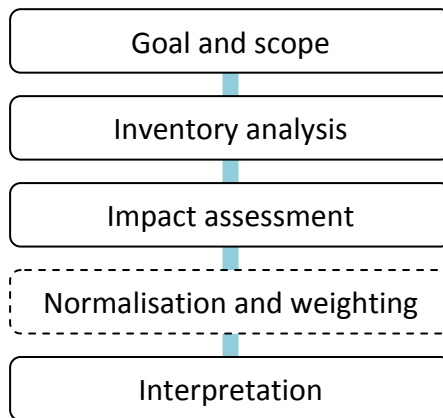 Goal and scope
Inventory analysis
Impact assessment
Normalisation and weighting
Interpretation